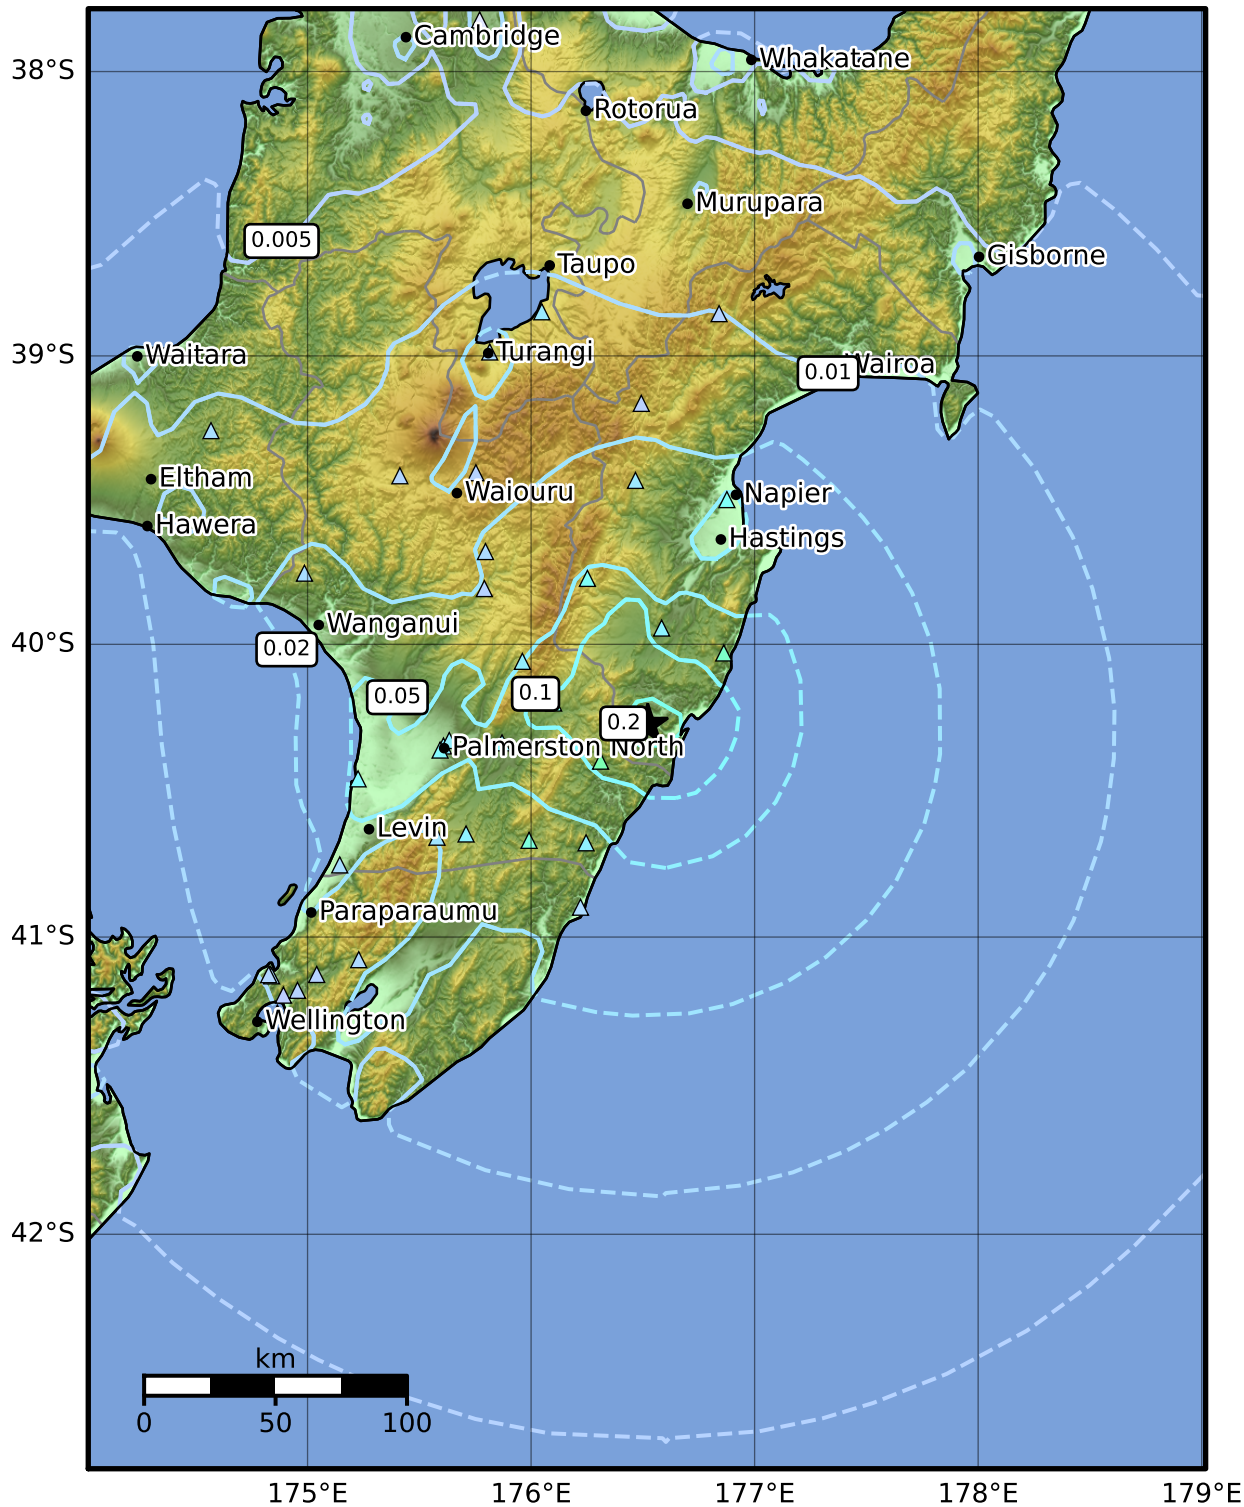 Cambridge
Whakatane
38°S
Rotorua
Murupara
0.005
Gisborne
Taupo
39°S
Waitara
Turangi
0.01
Wairoa
Eltham
Waiouru
Napier
Hawera
Hastings
Wanganui
40°S
0.02
0.05
0.1
0.2
Palmerston North
Levin
Paraparaumu
41°S
Wellington
42°S
km
0 50 100
175°E 176°E 177°E 178°E 179°E